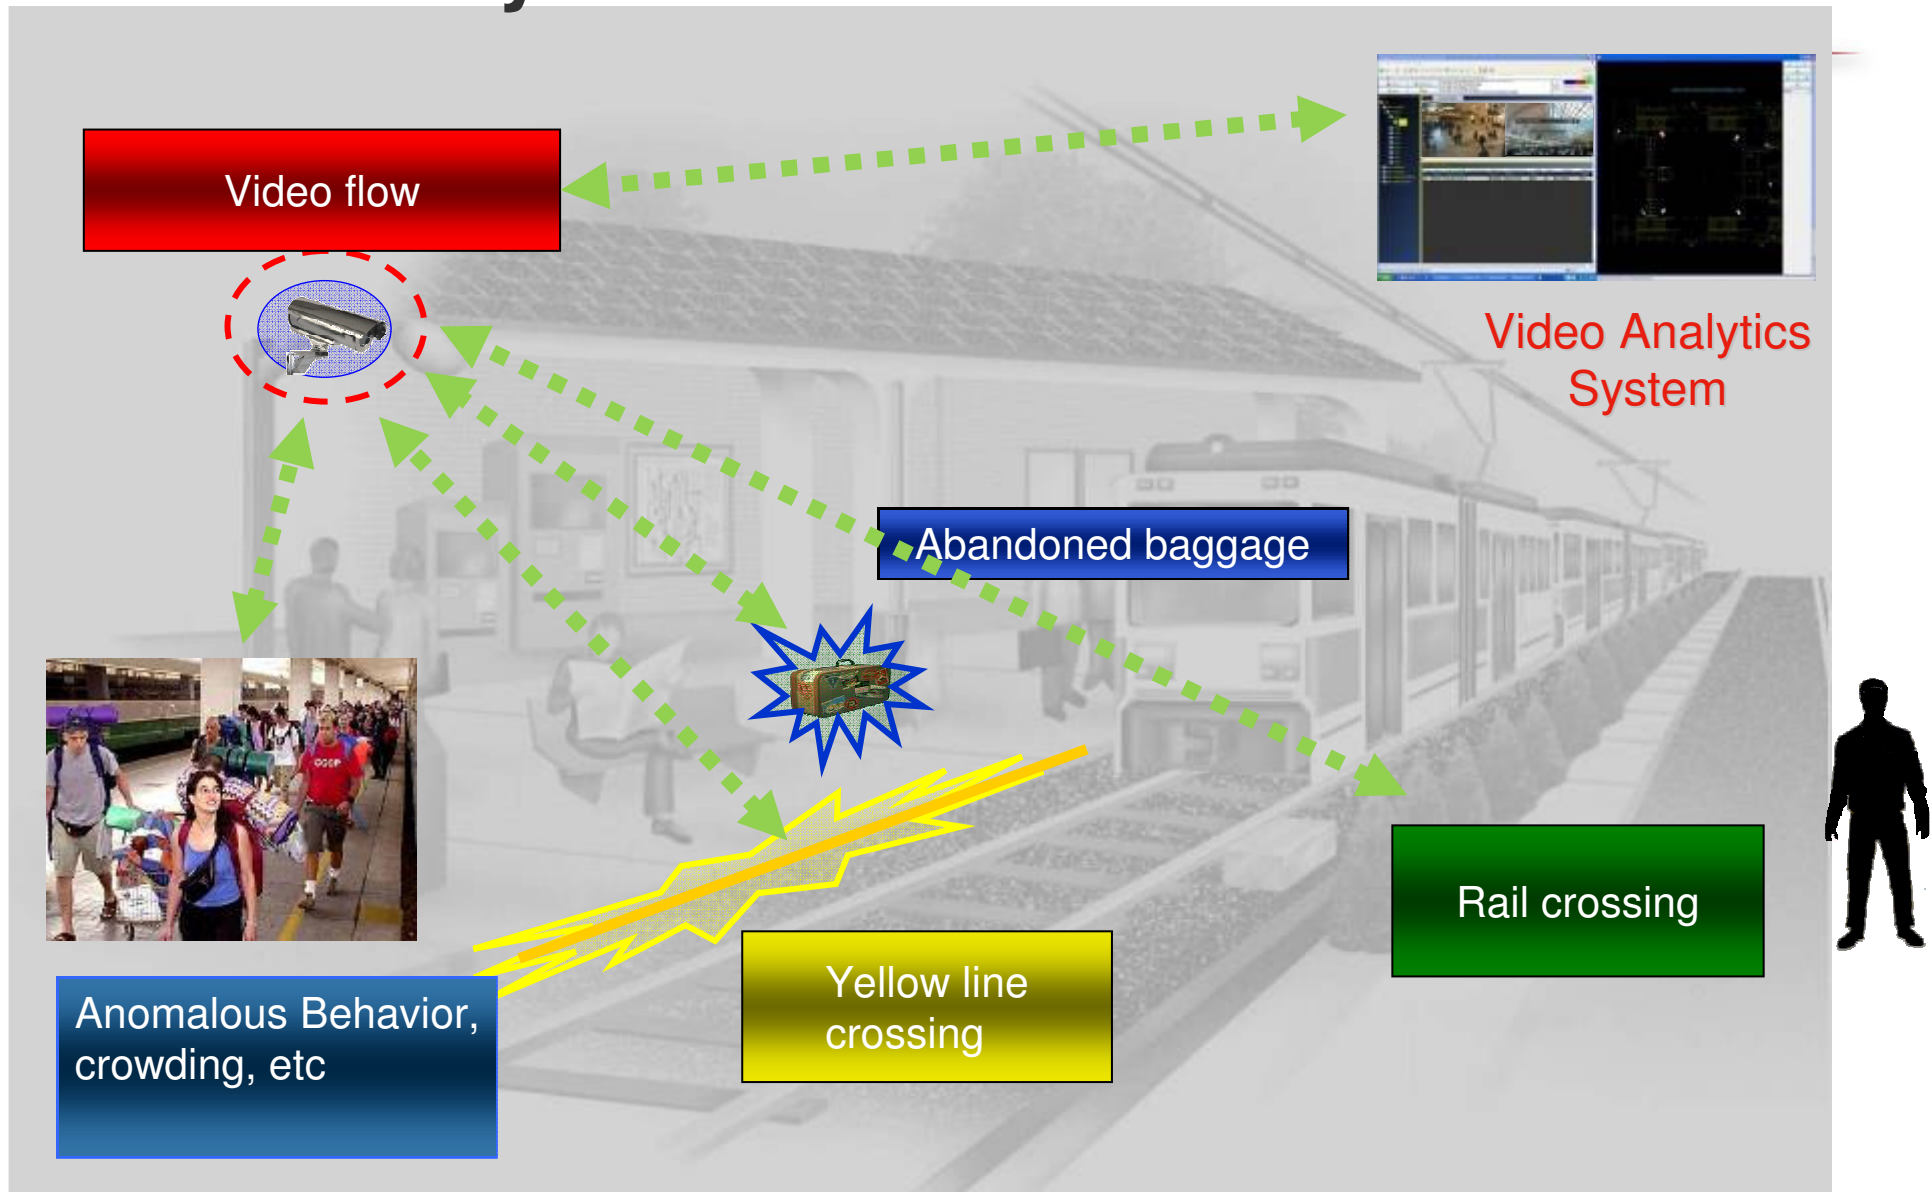 Video flow
Video Analytics
System
Abandoned baggage
Rail crossing
Yellow line
crossing
Anomalous Behavior,
crowding, etc